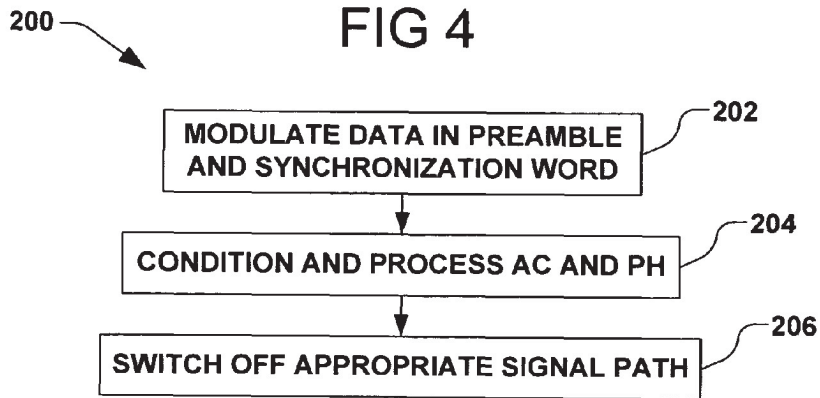 200
FIG 4
202
MODULATE DATA IN PREAMBLE
AND SYNCHRONIZATION WORD
204
CONDITION AND PROCESS AC AND PH
206
SWITCH OFF APPROPRIATE SIGNAL PATH